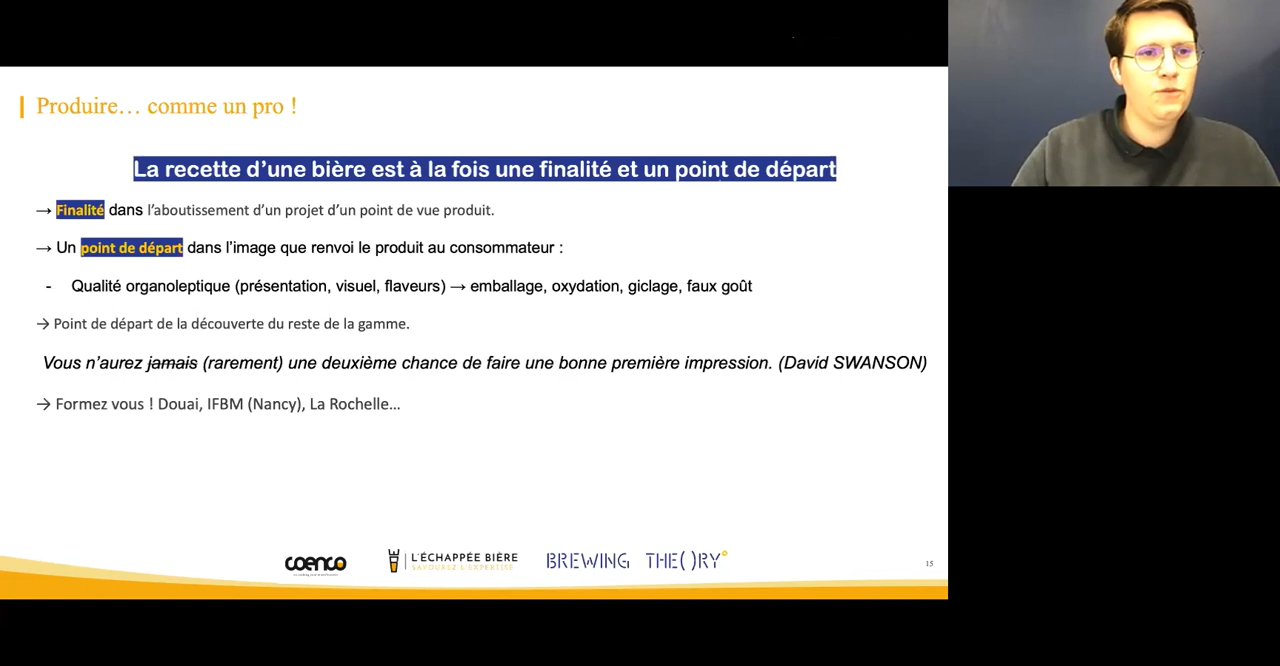 Produire… comme un pro !
La recette d’une bière est à la fois une finalité et un point de départ
→ Finalité dans l’aboutissement d’un projet d’un point de vue produit.
→ Un point de départ dans l’image que renvoi le produit au consommateur :
- Qualité organoleptique (présentation, visuel, flaveurs) → emballage, oxydation, giclage, faux goût
→ Point de départ de la découverte du reste de la gamme.
Vous n’aurez jamais (rarement) une deuxième chance de faire une bonne première impression. (David SWANSON)
→ Formez vous ! Douai, IFBM (Nancy), La Rochelle…
coenco
L’ÉCHAPPÉE BIÈRE
SAVOUREZ L’EXPERTISE
BREWING THE()RY°
15